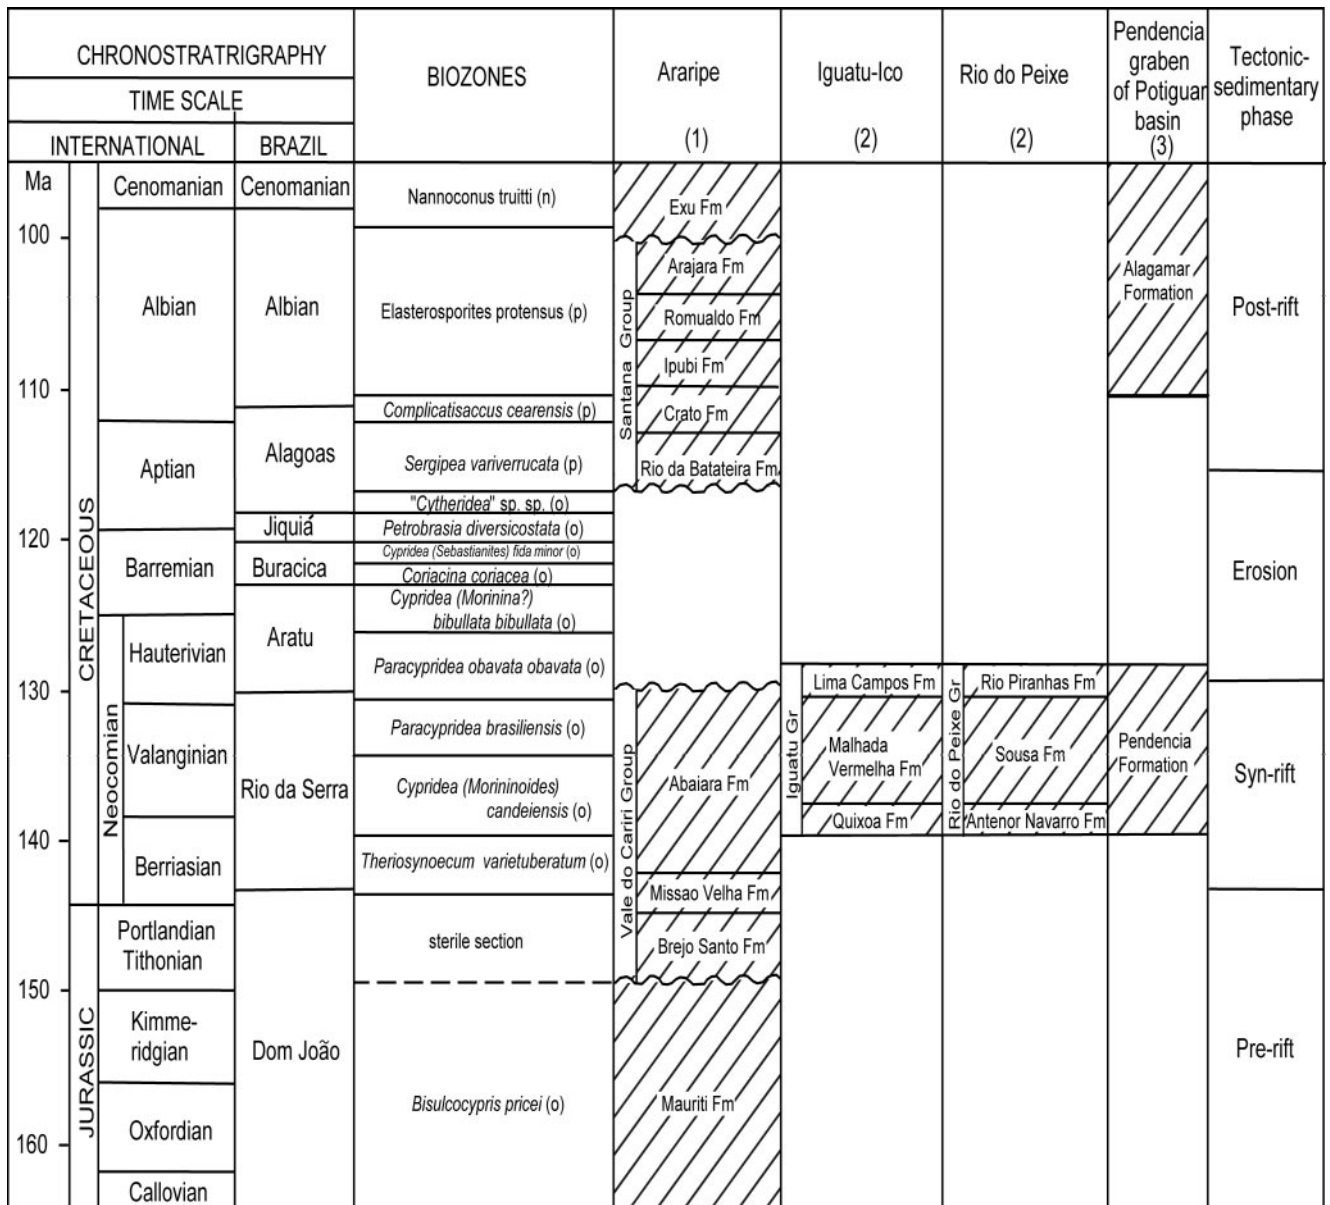 CHRONOSTRATRIGRAPHY
TIME SCALE
INTERNATIONAL
BRAZIL
BIOZONES
Araripe
(1)
Iguatu-Ico
(2)
Rio do Peixe
(2)
Pendencia
graben
of Potiguar
basin
(3)
Tectonic-
sedimentary
phase
Ma
100
110
120
130
140
150
160
CRETACEOUS
JURASSIC
Neocomian
Cenomanian
Albian
Aptian
Barremian
Hauterivian
Valanginian
Berriasian
Portlandian
Tithonian
Kimme-
ridgian
Oxfordian
Callovian
Cenomanian
Albian
Alagoas
Jiquiá
Buracica
Aratu
Rio da Serra
Dom João
Nannoconus truitti (n)
Elasterosporites protensus (p)
Complicatisaccus cearensis (p)
Sergipea variverrucata (p)
"Cytheridea" sp. sp. (o)
Petrobrasia diversicostata (o)
Cypridea (Sebastianites) fida minor (o)
Coriacina coriacea (o)
Cypridea (Morinina?)
bibullata bibullata (o)
Paracypridea obavata obavata (o)
Paracypridea brasiliensis (o)
Cypridea (Morininoides)
candeiensis (o)
Theriosynoecum varietuberatum (o)
sterile section
Bisulcocypris pricei (o)
Exu Fm
Santana Group
Arajara Fm
Romualdo Fm
Ipubi Fm
Crato Fm
Rio da Batateira Fm
Vale do Cariri Group
Abaiara Fm
Missao Velha Fm
Brejo Santo Fm
Mauriti Fm
Iguatu Gr
Lima Campos Fm
Malhada
Vermelha Fm
Quixoa Fm
Rio do Peixe Gr
Rio Piranhas Fm
Sousa Fm
Antenor Navarro Fm
Alagamar
Formation
Pendencia
Formation
Post-rift
Erosion
Syn-rift
Pre-rift